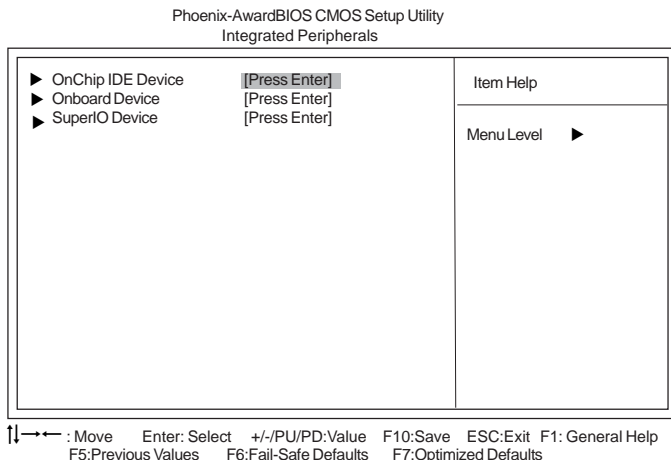 Phoenix-AwardBIOS CMOS Setup Utility
Integrated Peripherals
▶ OnChip IDE Device [Press Enter]
▶ Onboard Device [Press Enter]
▶ SuperIO Device [Press Enter]
Item Help
Menu Level ▶
↑↓→← : Move Enter: Select +/-/PU/PD:Value F10:Save ESC:Exit F1: General Help
F5:Previous Values F6:Fail-Safe Defaults F7:Optimized Defaults